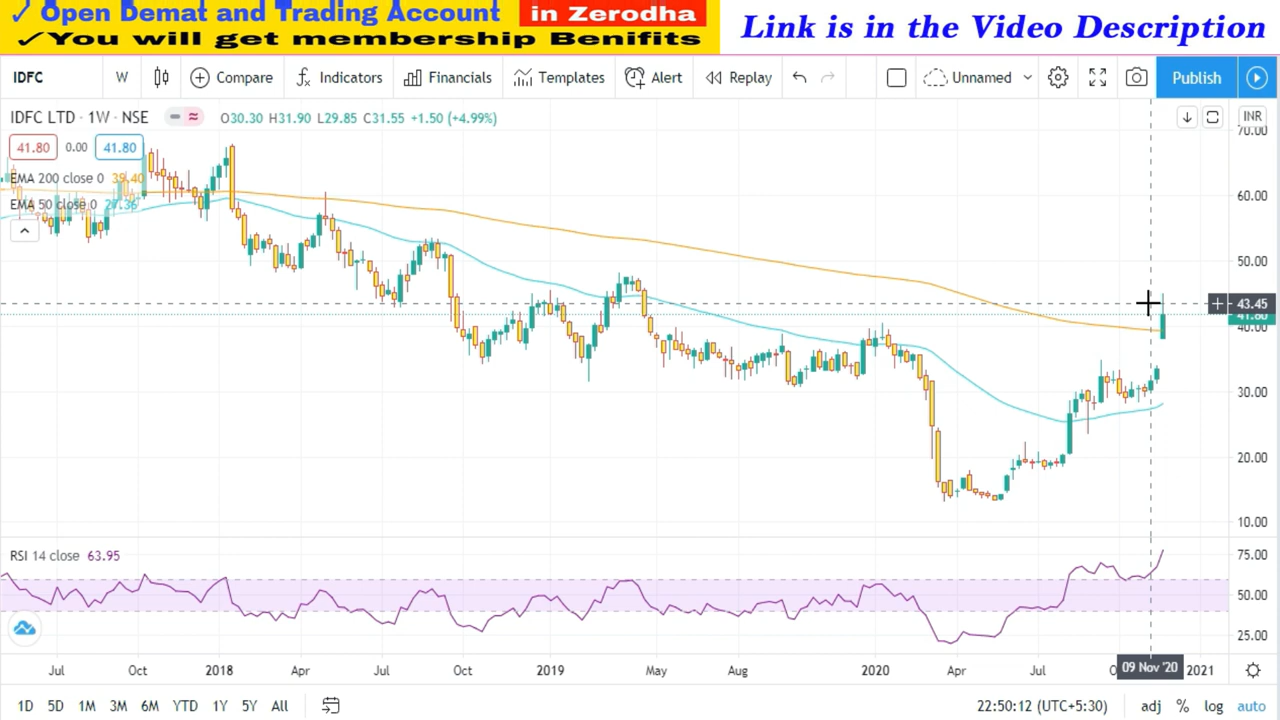 ✓ Open Demat and Trading Account in Zerodha
✓You will get membership Benifits
Link is in the Video Description
IDFC W Compare Indicators Financials Templates Alert Replay Unnamed Publish
IDFC LTD · 1W · NSE O30.30 H31.90 L29.85 C31.55 +1.50 (+4.99%) INR
41.80 0.00 41.80
EMA 200 close 0 39.40
EMA 50 close 0 27.36
70.00
60.00
50.00
43.45
41.80
40.00
30.00
20.00
10.00
RSI 14 close 63.95
75.00
50.00
25.00
Jul Oct 2018 Apr Jul Oct 2019 May Aug 2020 Apr Jul 09 Nov '20 2021
1D 5D 1M 3M 6M YTD 1Y 5Y All 22:50:12 (UTC+5:30) adj % log auto